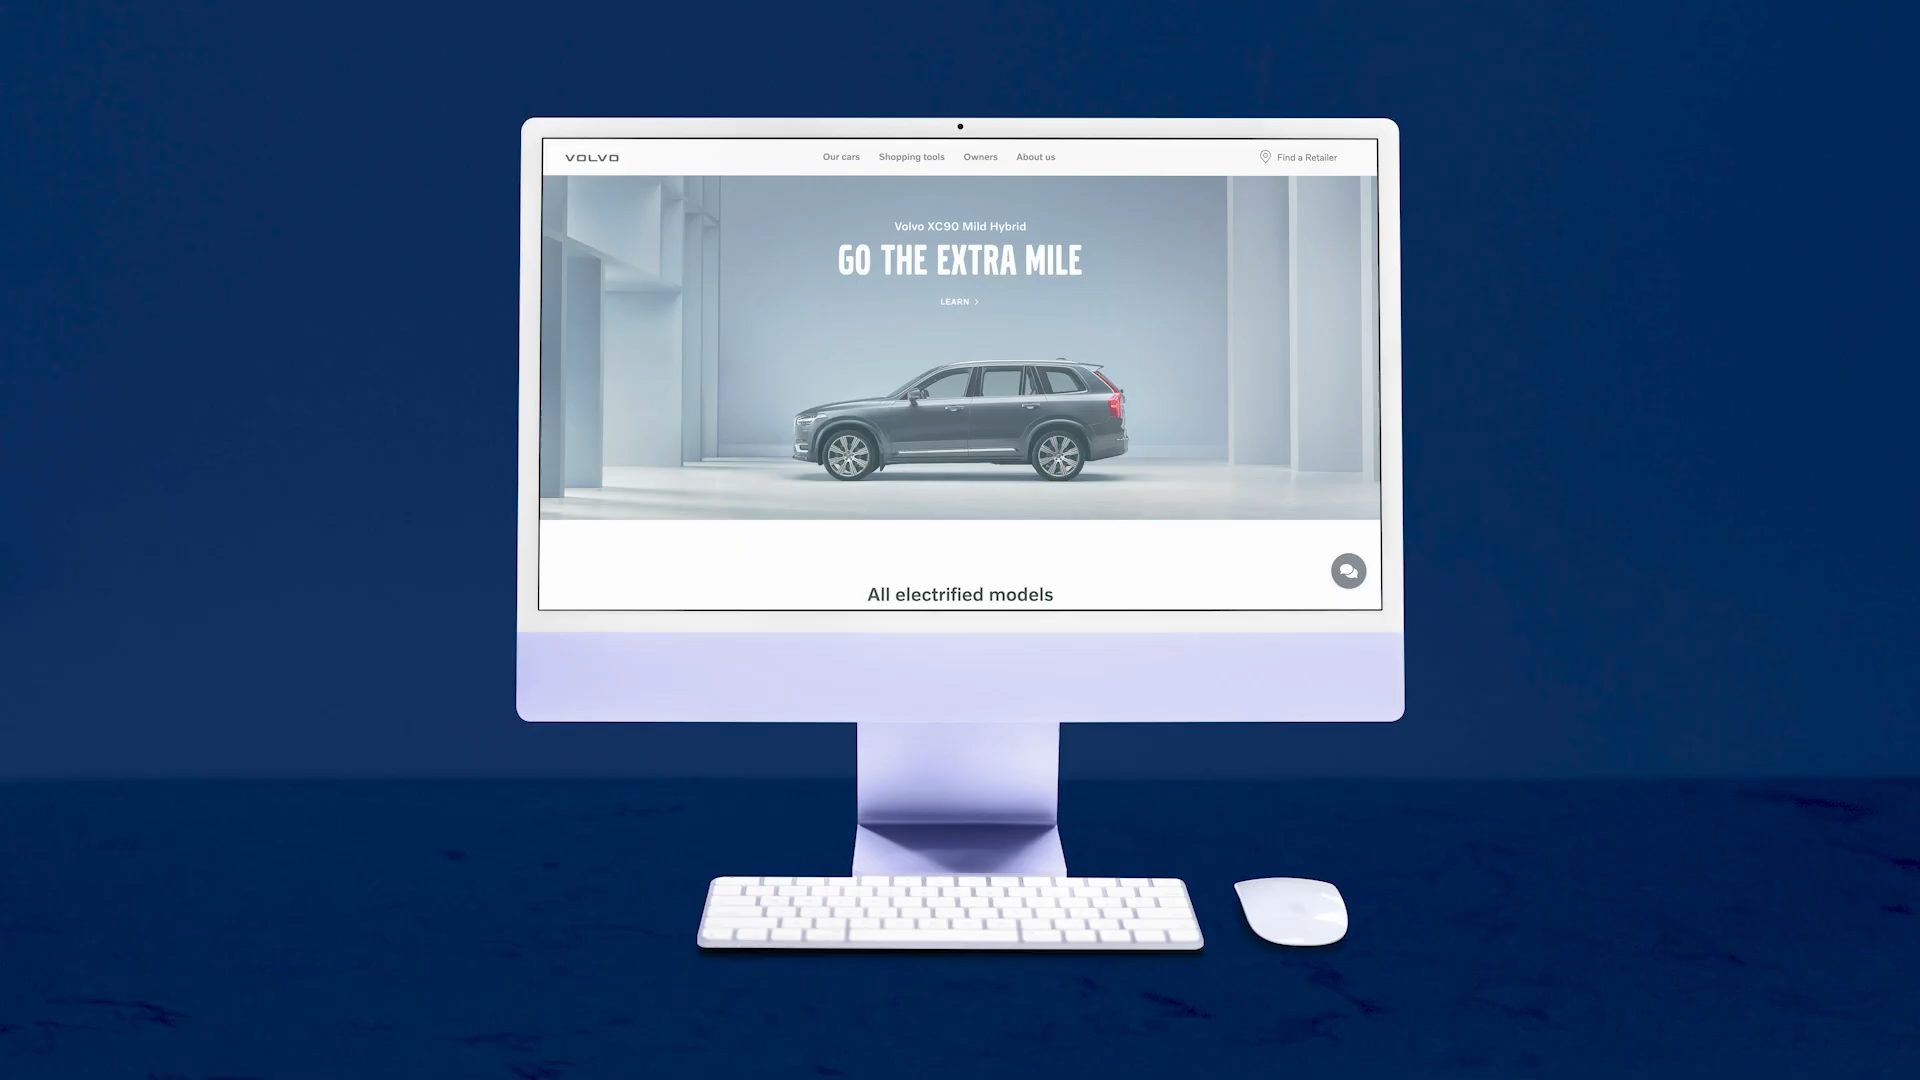 VOLVO
Our cars Shopping tools Owners About us
Find a Retailer
Volvo XC90 Mild Hybrid
GO THE EXTRA MILE
LEARN
All electrified models